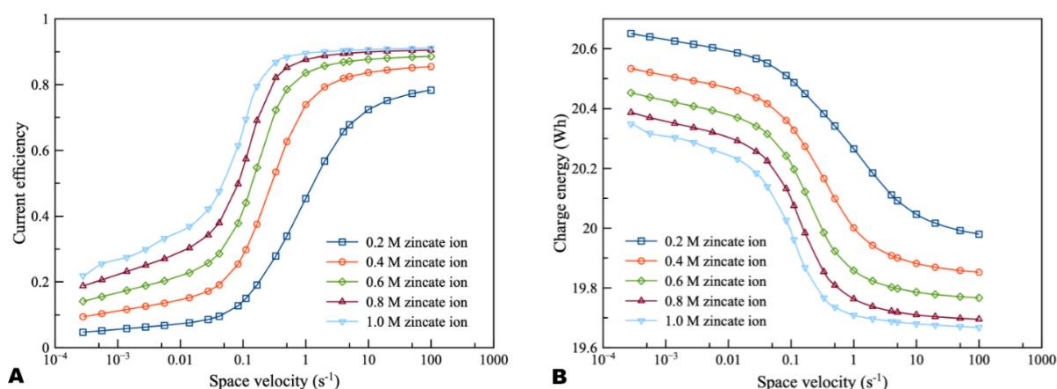 1
0.8
0.6
0.4
0.2
0
Current efficiency
10⁻⁴
10⁻³
0.01
0.1
1
10
100
1000
Space velocity (s⁻¹)
0.2 M zincate ion
0.4 M zincate ion
0.6 M zincate ion
0.8 M zincate ion
1.0 M zincate ion
A
20.6
20.4
20.2
20
19.8
19.6
Charge energy (Wh)
10⁻⁴
10⁻³
0.01
0.1
1
10
100
1000
Space velocity (s⁻¹)
0.2 M zincate ion
0.4 M zincate ion
0.6 M zincate ion
0.8 M zincate ion
1.0 M zincate ion
B